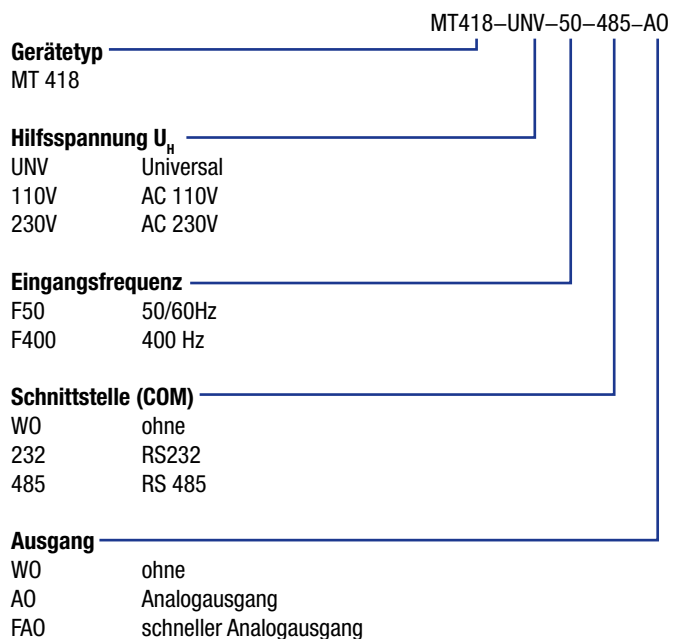 MT418–UNV–50–485–AO
Gerätetyp
MT 418
Hilfsspannung U_H
UNV Universal
110V AC 110V
230V AC 230V
Eingangsfrequenz
F50 50/60Hz
F400 400 Hz
Schnittstelle (COM)
WO ohne
232 RS232
485 RS 485
Ausgang
WO ohne
AO Analogausgang
FAO schneller Analogausgang